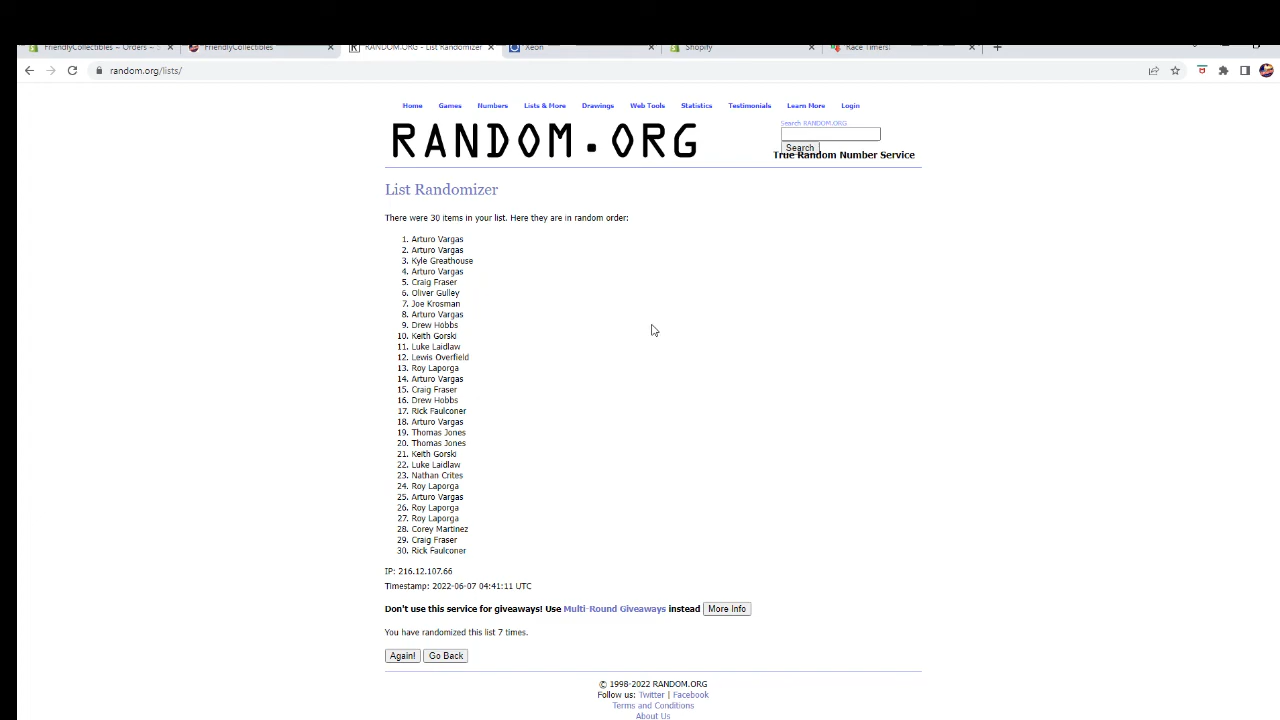 FriendlyCollectibles ~ Orders ~ S
FriendlyCollectibles
RANDOM.ORG - List Randomizer
Xeon
Shopify
Race Timers!
random.org/lists/
Home Games Numbers Lists & More Drawings Web Tools Statistics Testimonials Learn More Login
Search RANDOM.ORG
RANDOM.ORG
Search
True Random Number Service
List Randomizer
There were 30 items in your list. Here they are in random order:
1. Arturo Vargas
2. Arturo Vargas
3. Kyle Greathouse
4. Arturo Vargas
5. Craig Fraser
6. Oliver Gulley
7. Joe Krosman
8. Arturo Vargas
9. Drew Hobbs
10. Keith Gorski
11. Luke Laidlaw
12. Lewis Overfield
13. Roy Laporga
14. Arturo Vargas
15. Craig Fraser
16. Drew Hobbs
17. Rick Faulconer
18. Arturo Vargas
19. Thomas Jones
20. Thomas Jones
21. Keith Gorski
22. Luke Laidlaw
23. Nathan Crites
24. Roy Laporga
25. Arturo Vargas
26. Roy Laporga
27. Roy Laporga
28. Corey Martinez
29. Craig Fraser
30. Rick Faulconer
IP: 216.12.107.66
Timestamp: 2022-06-07 04:41:11 UTC
Don't use this service for giveaways! Use Multi-Round Giveaways instead More Info
You have randomized this list 7 times.
Again! Go Back
© 1998-2022 RANDOM.ORG
Follow us: Twitter | Facebook
Terms and Conditions
About Us